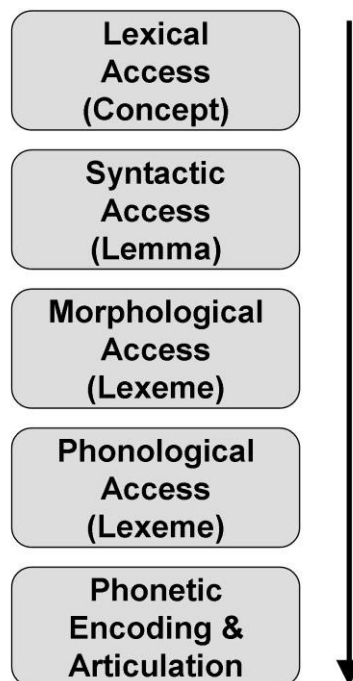 Lexical
Access
(Concept)
Syntactic
Access
(Lemma)
Morphological
Access
(Lexeme)
Phonological
Access
(Lexeme)
Phonetic
Encoding &
Articulation